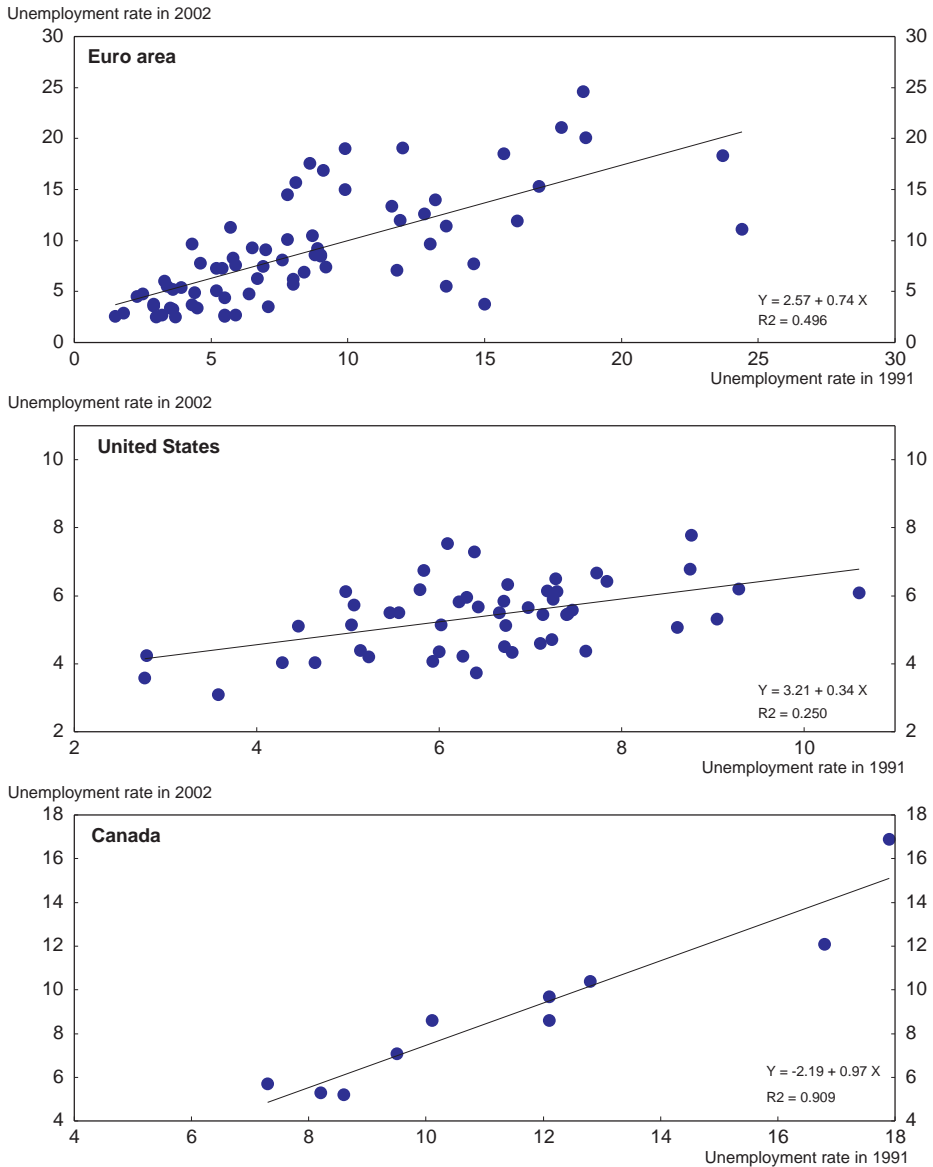 Unemployment rate in 2002
30 30
Euro area
25 25
20 20
15 15
10 10
5 5
Y = 2.57 + 0.74 X
R2 = 0.496
0 0
0 5 10 15 20 25 30
Unemployment rate in 1991
Unemployment rate in 2002
United States
10 10
8 8
6 6
4 4
Y = 3.21 + 0.34 X
R2 = 0.250
2 2
2 4 6 8 10
Unemployment rate in 1991
Unemployment rate in 2002
18 18
Canada
16 16
14 14
12 12
10 10
8 8
6 6
Y = -2.19 + 0.97 X
R2 = 0.909
4 4
4 6 8 10 12 14 16 18
Unemployment rate in 1991